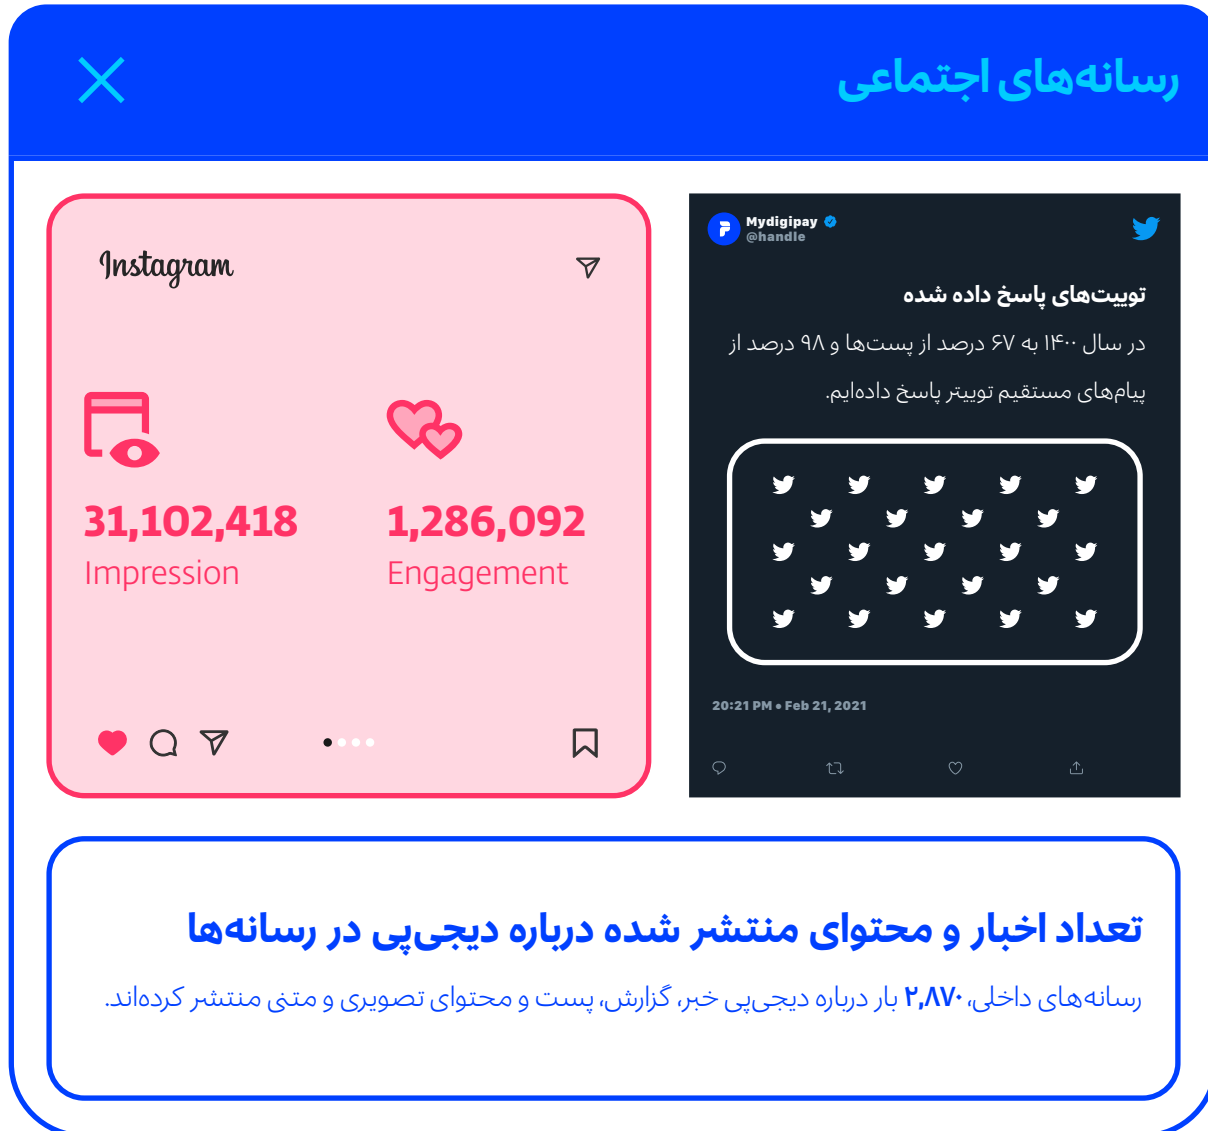 رسانه‌های اجتماعی
Mydigipay
@handle
توییت‌های پاسخ داده شده
در سال ۱۴۰۰ به ۶۷ درصد از پست‌ها و ۹۸ درصد از
پیام‌های مستقیم توییتر پاسخ داده‌ایم.
20:21 PM • Feb 21, 2021
Instagram
31,102,418
Impression
1,286,092
Engagement
تعداد اخبار و محتوای منتشر شده درباره دیجی‌پی در رسانه‌ها
رسانه‌های داخلی، ۲,۸۷۰ بار درباره دیجی‌پی خبر، گزارش، پست و محتوای تصویری و متنی منتشر کرده‌اند.